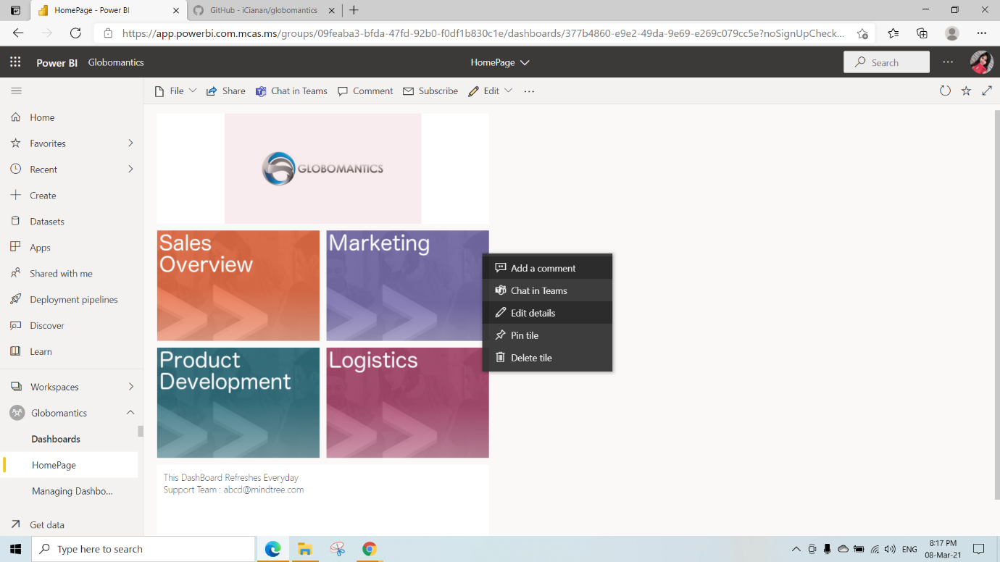 HomePage - Power BI
GitHub - iCianan/globomantics
https://app.powerbi.com.mcas.ms/groups/09feaba3-bfda-47fd-92b0-f0df1b830c1e/dashboards/377b4860-e9e2-49da-9e69-e269c079cc5e?noSignUpCheck...
Power BI Globomantics
HomePage
Search
File
Share
Chat in Teams
Comment
Subscribe
Edit
Home
Favorites
Recent
Create
Datasets
Apps
Shared with me
Deployment pipelines
Discover
Learn
Workspaces
Globomantics
Dashboards
HomePage
Managing Dashbo...
Get data
GLOBOMANTICS
Sales
Overview
Marketing
Product
Development
Logistics
Add a comment
Chat in Teams
Edit details
Pin tile
Delete tile
This DashBoard Refreshes Everyday
Support Team : abcd@mindtree.com
Type here to search
ENG
8:17 PM
08-Mar-21